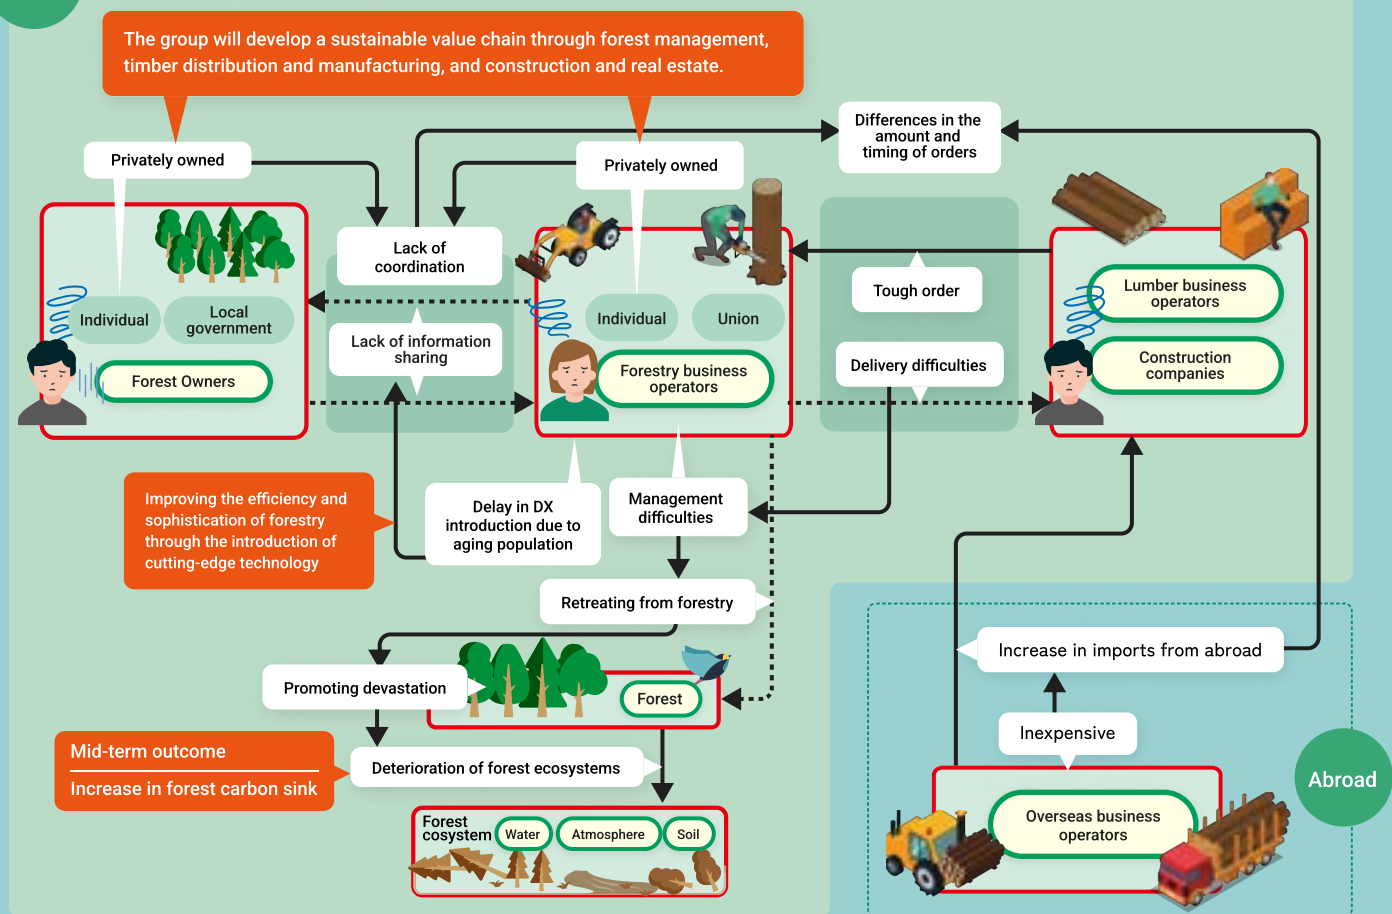 The group will develop a sustainable value chain through forest management,
timber distribution and manufacturing, and construction and real estate.
Differences in the
amount and
timing of orders
Privately owned
Privately owned
Lack of
coordination
Tough order
Lumber business
operators
Individual
Local
government
Individual
Union
Lack of information
sharing
Delivery difficulties
Construction
companies
Forest Owners
Forestry business
operators
Improving the efficiency and
sophistication of forestry
through the introduction of
cutting-edge technology
Delay in DX
introduction due to
aging population
Management
difficulties
Retreating from forestry
Increase in imports from abroad
Promoting devastation
Forest
Inexpensive
Mid-term outcome
Increase in forest carbon sink
Deterioration of forest ecosystems
Abroad
Forest
cosystem
Water
Atmosphere
Soil
Overseas business
operators